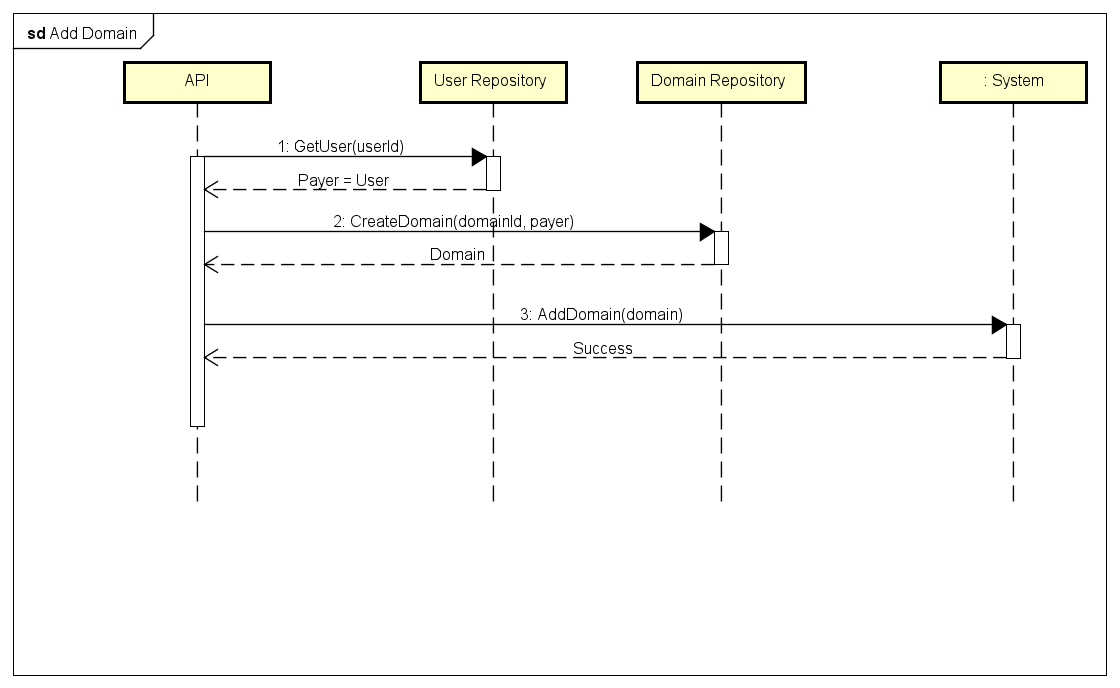 sd Add Domain
API
User Repository
Domain Repository
: System
1: GetUser(userId)
Payer = User
2: CreateDomain(domainId, payer)
Domain
3: AddDomain(domain)
Success